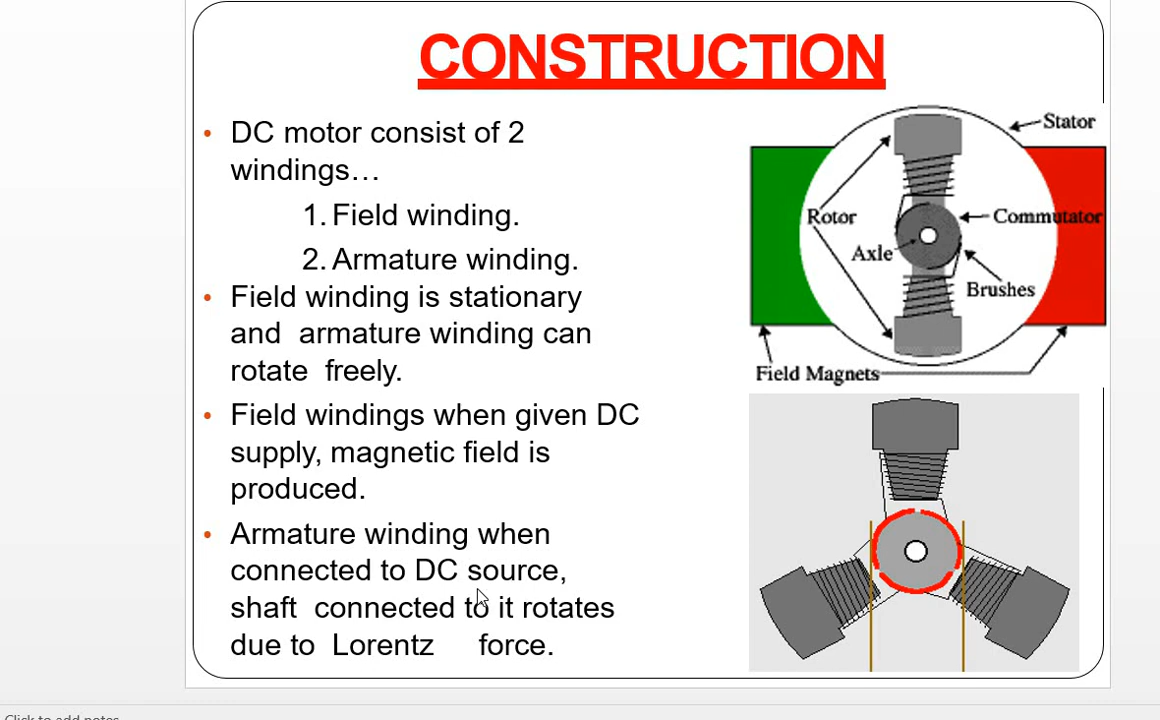 CONSTRUCTION
• DC motor consist of 2
windings…
1. Field winding.
2. Armature winding.
• Field winding is stationary
and armature winding can
rotate freely.
• Field windings when given DC
supply, magnetic field is
produced.
• Armature winding when
connected to DC source,
shaft connected to it rotates
due to Lorentz force.
Stator
Rotor
Commutator
Axle
Brushes
Field Magnets
Click to add notes